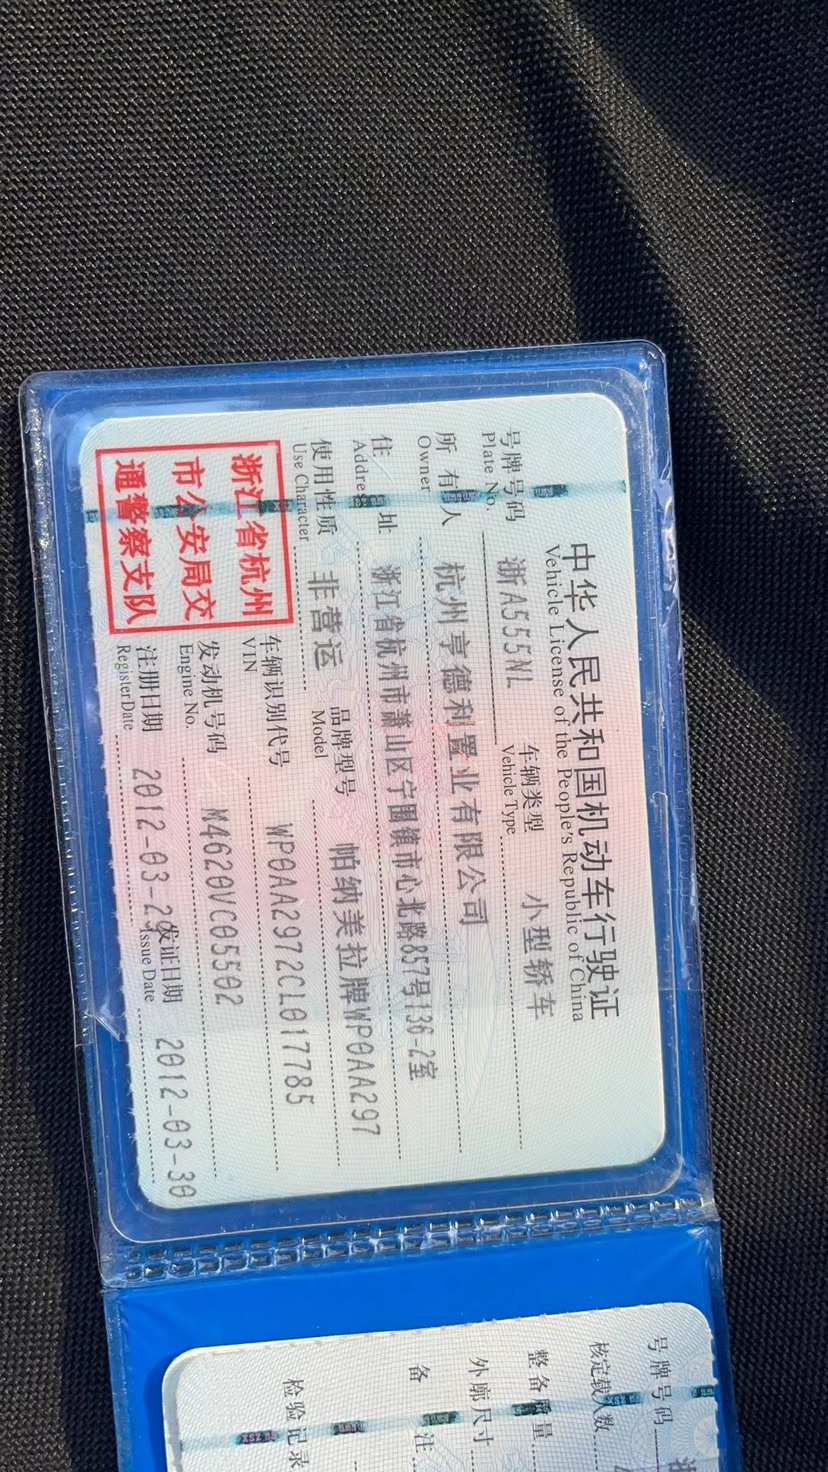 中华人民共和国机动车行驶证
Vehicle License of the People's Republic of China
号牌号码 浙A555NL 车辆类型 小型轿车
Plate No. Vehicle Type
所有人 杭州亨德利置业有限公司
Owner
住址 浙江省杭州市萧山区宁围镇市心北路857号136-2室
Address
使用性质 非营运 品牌型号 帕纳美拉牌WP0AA297
Use Character Model
浙江省杭州
市公安局交
通警察支队
车辆识别代号 WP0AA2972CL017785
VIN
发动机号码 M4620VC05502
Engine No.
注册日期 2012-03-29 发证日期 2012-03-30
Register Date Issue Date
号牌号码
核定载人数
整备质量
外廓尺寸
备注
检验记录